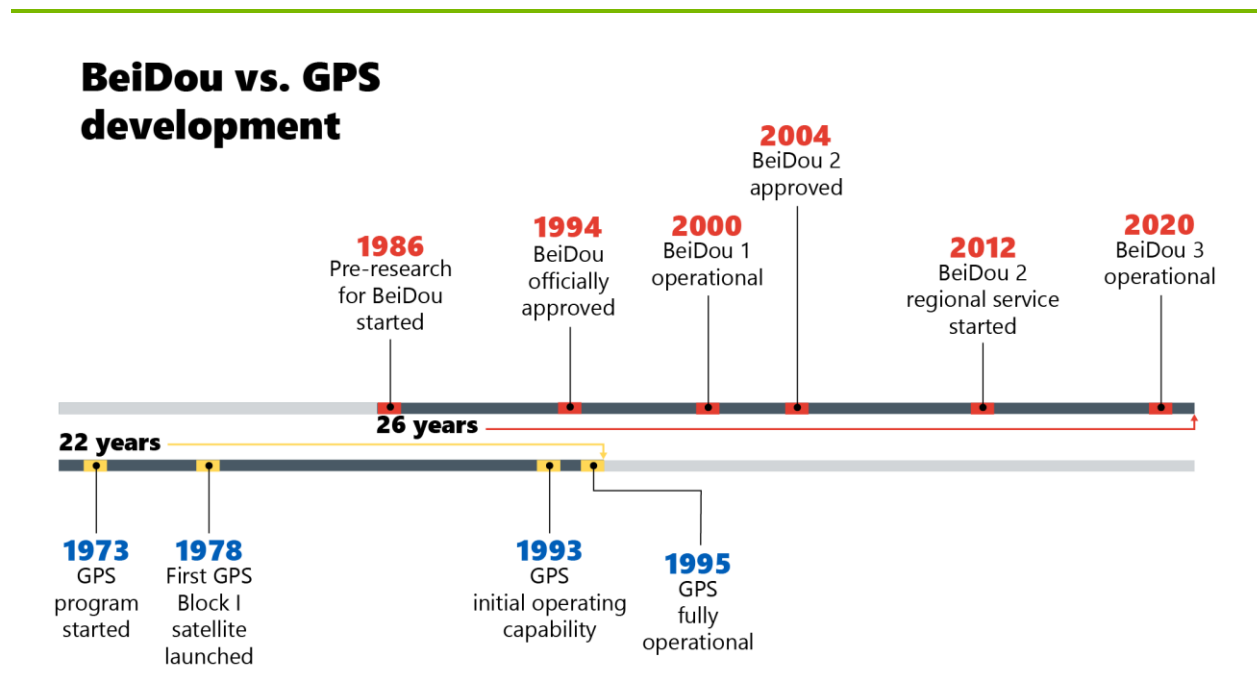 BeiDou vs. GPS
development
1986
Pre-research
for BeiDou
started
1994
BeiDou
officially
approved
2000
BeiDou 1
operational
2004
BeiDou 2
approved
2012
BeiDou 2
regional service
started
2020
BeiDou 3
operational
26 years
22 years
1973
GPS
program
started
1978
First GPS
Block I
satellite
launched
1993
GPS
initial operating
capability
1995
GPS
fully
operational